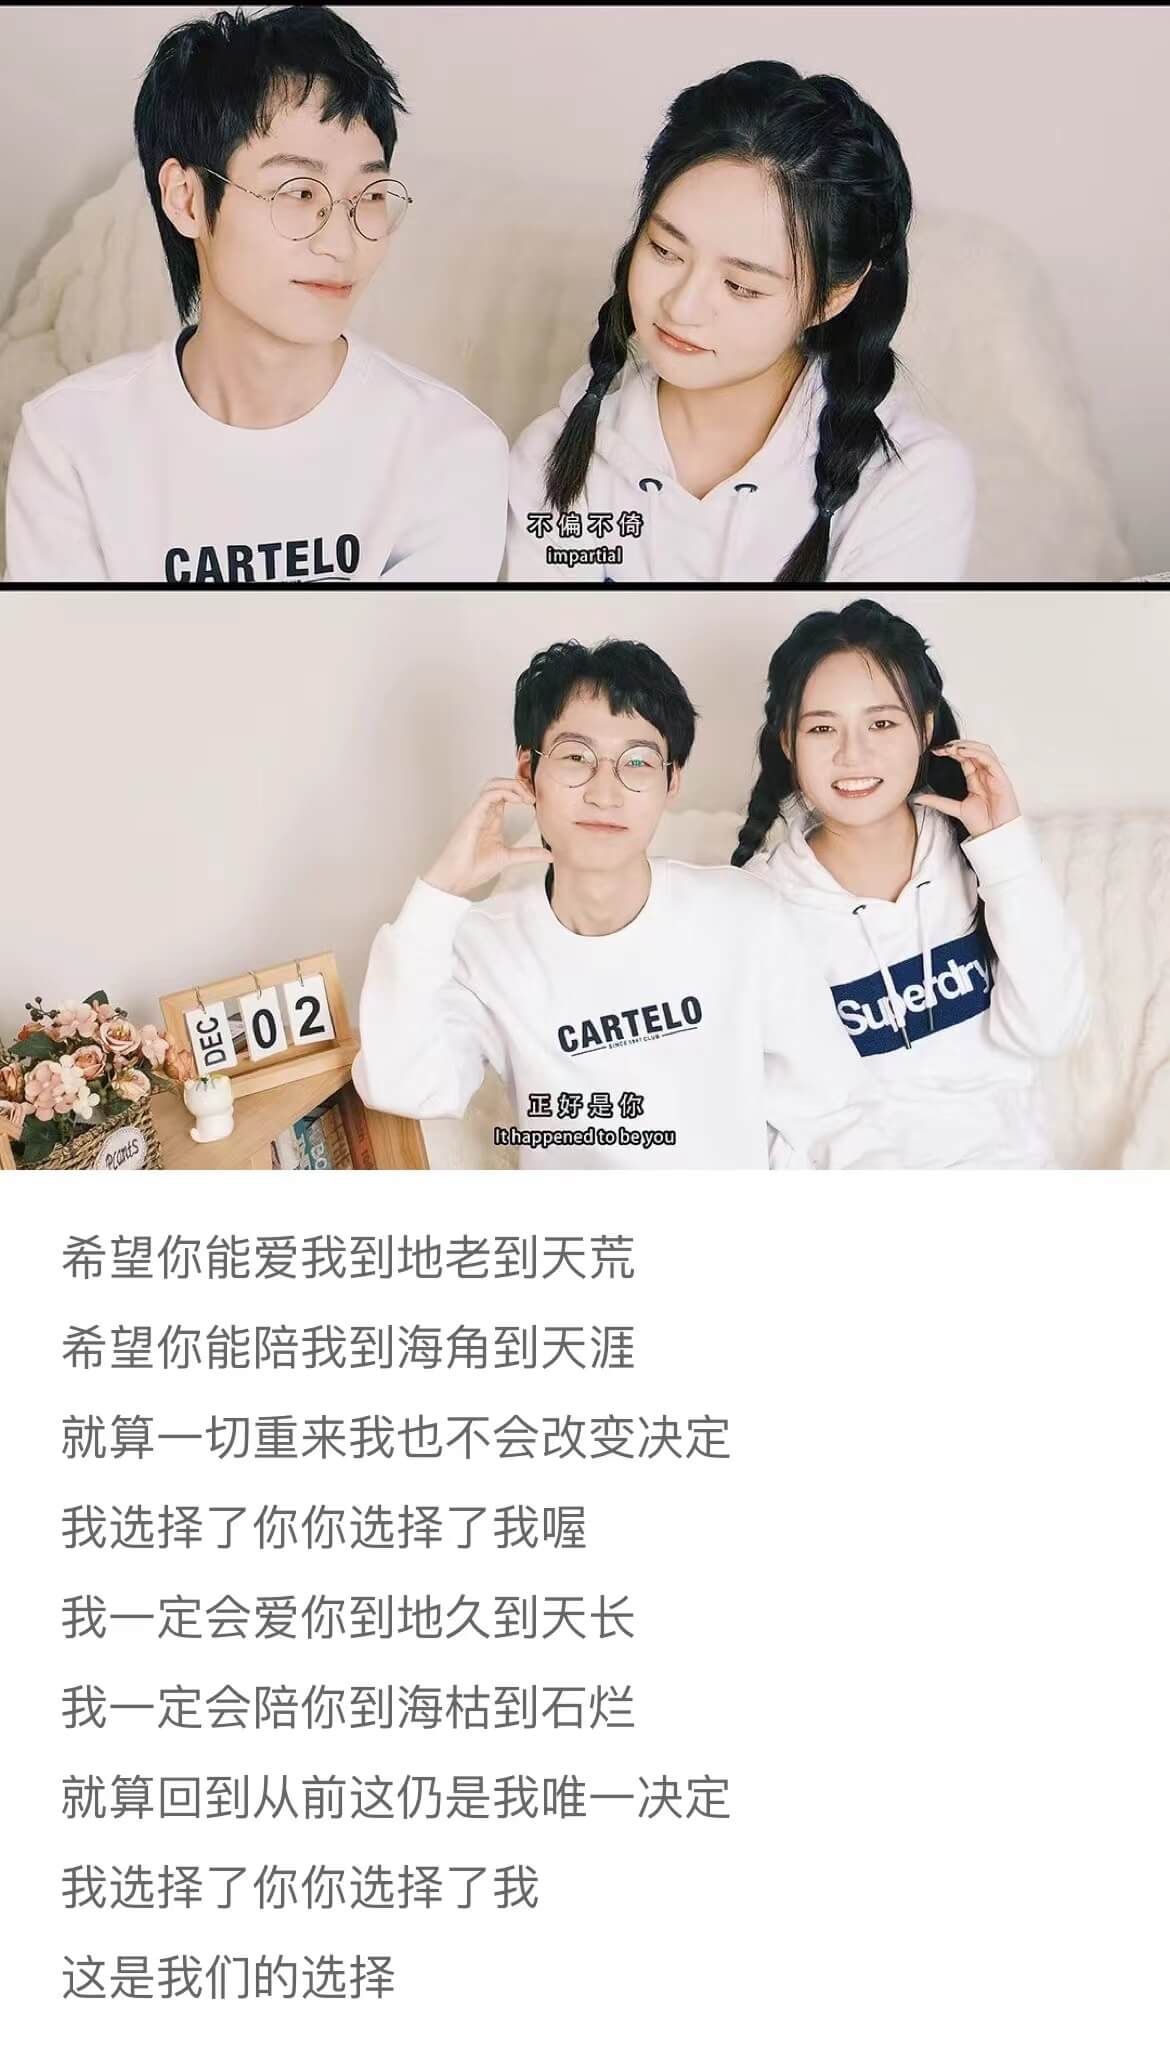 CARTELO
不偏不倚
impartial
DEC 02
CARTELO
SINCE 1947 CLUB
Superdry
正好是你
It happened to be you
希望你能爱我到地老到天荒
希望你能陪我到海角到天涯
就算一切重来我也不会改变决定
我选择了你你选择了我喔
我一定会爱你到地久到天长
我一定会陪你到海枯到石烂
就算回到从前这仍是我唯一决定
我选择了你你选择了我
这是我们的选择